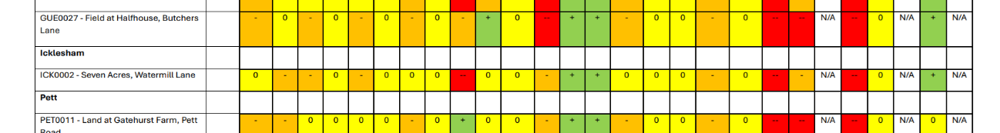 GUE0027 - Field at Halfhouse, Butchers - 0 - 0 - 0 - 0 - + 0 -- + + - 0 0 - 0 -- -- N/A -- 0 N/A + N/A
Lane
Icklesham
ICK0002 - Seven Acres, Watermill Lane 0 - - 0 - 0 0 0 -- 0 0 - + + 0 0 0 - 0 -- - N/A -- 0 N/A + N/A
Pett
PET0011 - Land at Gatehurst Farm, Pett - - 0 0 0 0 - 0 + 0 0 - + + - 0 0 - 0 -- -- N/A -- 0 N/A 0 N/A
Road